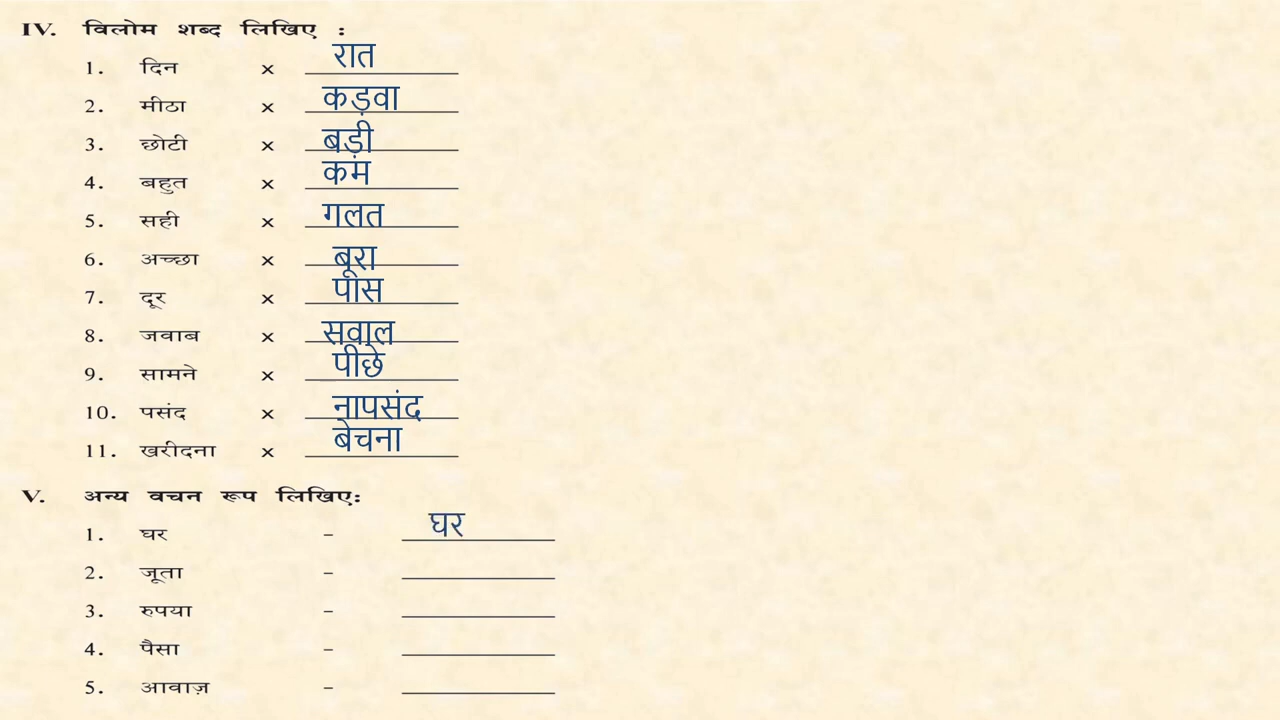 IV. विलोम शब्द लिखिए :
1. दिन x रात
2. मीठा x कड़वा
3. छोटी x बड़ी
4. बहुत x कम
5. सही x गलत
6. अच्छा x बूरा
7. दूर x पास
8. जवाब x सवाल
9. सामने x पीछे
10. पसंद x नापसंद
11. खरीदना x बेचना
V. अन्य वचन रूप लिखिए:
1. घर - घर
2. जूता -
3. रुपया -
4. पैसा -
5. आवाज़ -